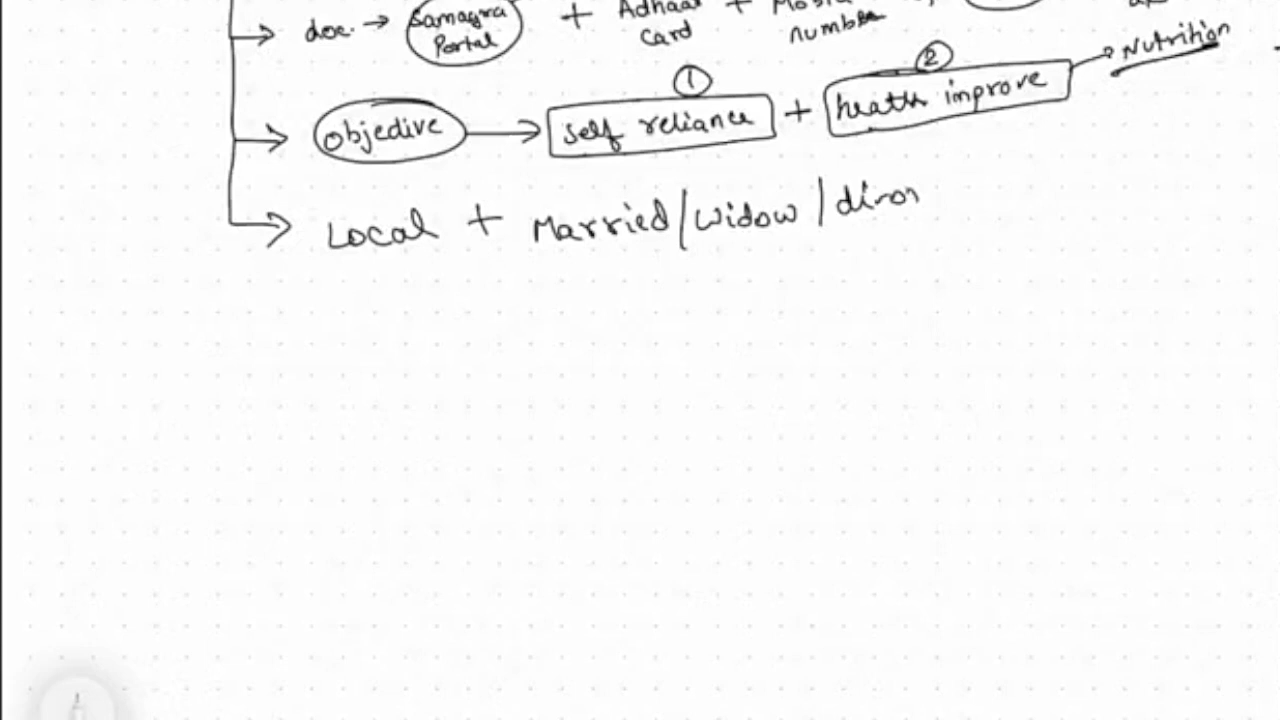 doc. → Samagra Portal + Adhaar Card + number
① ②
Objective → Self reliance + heath improve → Nutrition
Local + Married/widow/divor